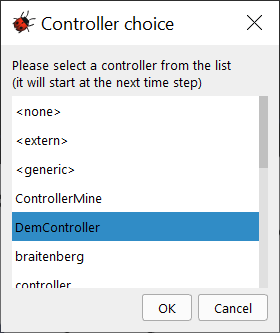 Controller choice
Please select a controller from the list
(it will start at the next time step)
<none>
<extern>
<generic>
ControllerMine
DemController
braitenberg
controller
OK
Cancel